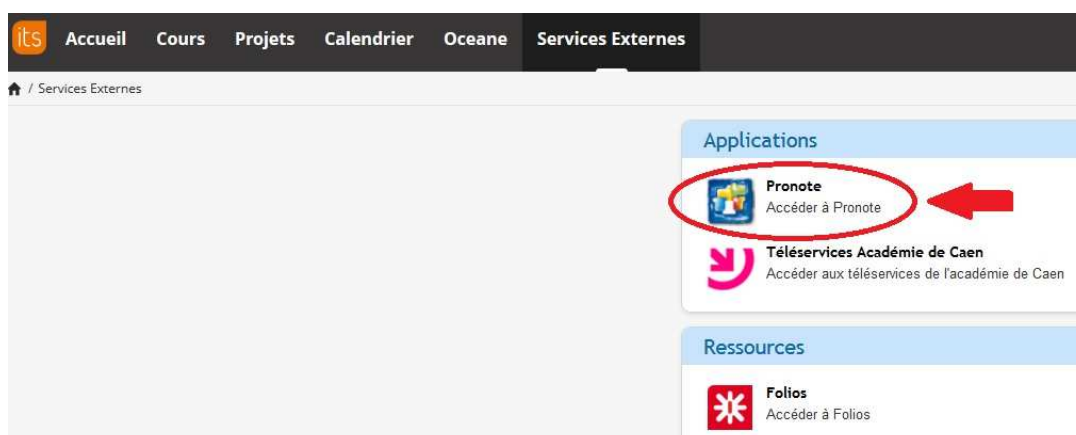 its Accueil Cours Projets Calendrier Oceane Services Externes
/ Services Externes
Applications
Pronote
Accéder à Pronote
Téléservices Académie de Caen
Accéder aux téléservices de l'académie de Caen
Ressources
Folios
Accéder à Folios